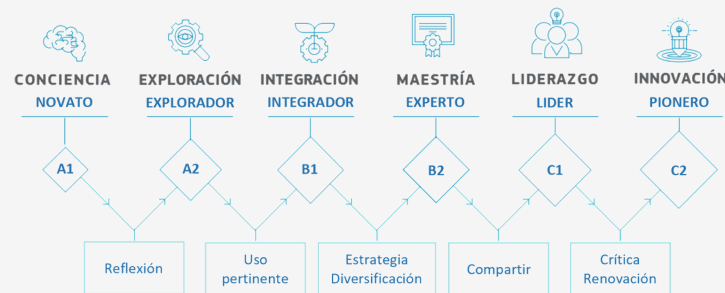 CONCIENCIA
NOVATO
EXPLORACIÓN
EXPLORADOR
INTEGRACIÓN
INTEGRADOR
MAESTRÍA
EXPERTO
LIDERAZGO
LIDER
INNOVACIÓN
PIONERO
A1
A2
B1
B2
C1
C2
Reflexión
Uso
pertinente
Estrategia
Diversificación
Compartir
Crítica
Renovación